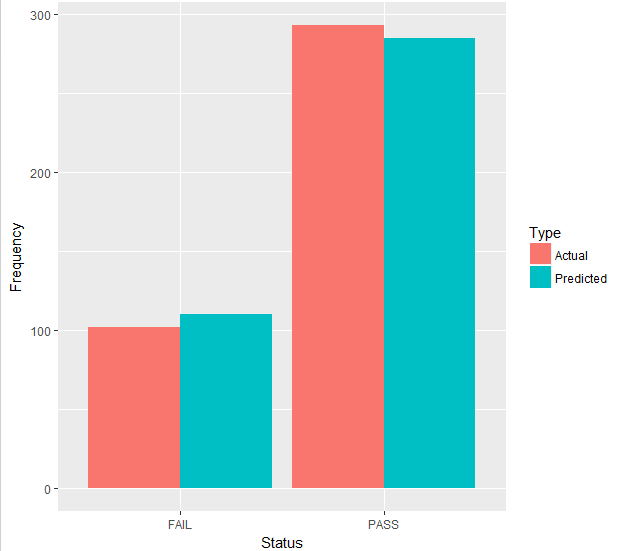 300
200
100
0
Frequency
FAIL
PASS
Status
Type
Actual
Predicted